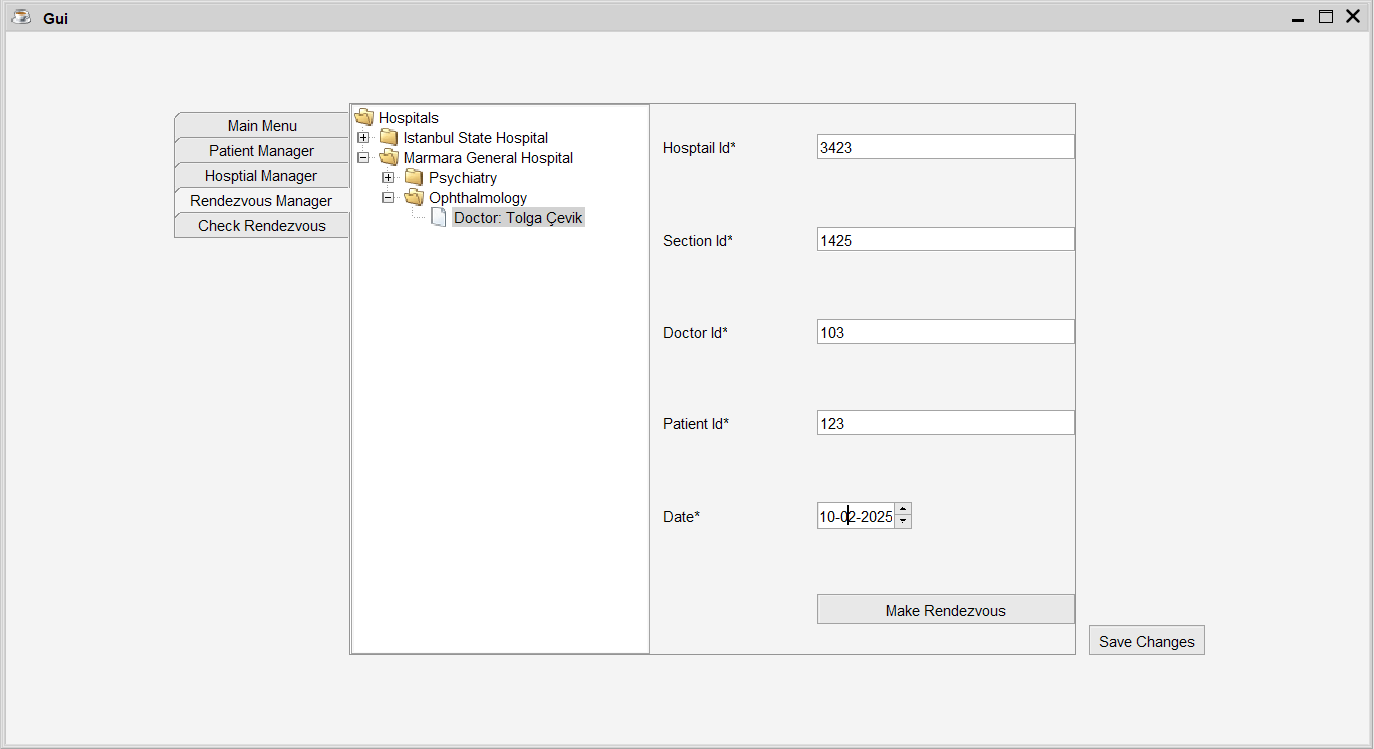 Gui
Main Menu
Patient Manager
Hosptial Manager
Rendezvous Manager
Check Rendezvous
Hospitals
Istanbul State Hospital
Marmara General Hospital
Psychiatry
Ophthalmology
Doctor: Tolga Çevik
Hosptail Id* 3423
Section Id* 1425
Doctor Id* 103
Patient Id* 123
Date* 10-02-2025
Make Rendezvous
Save Changes